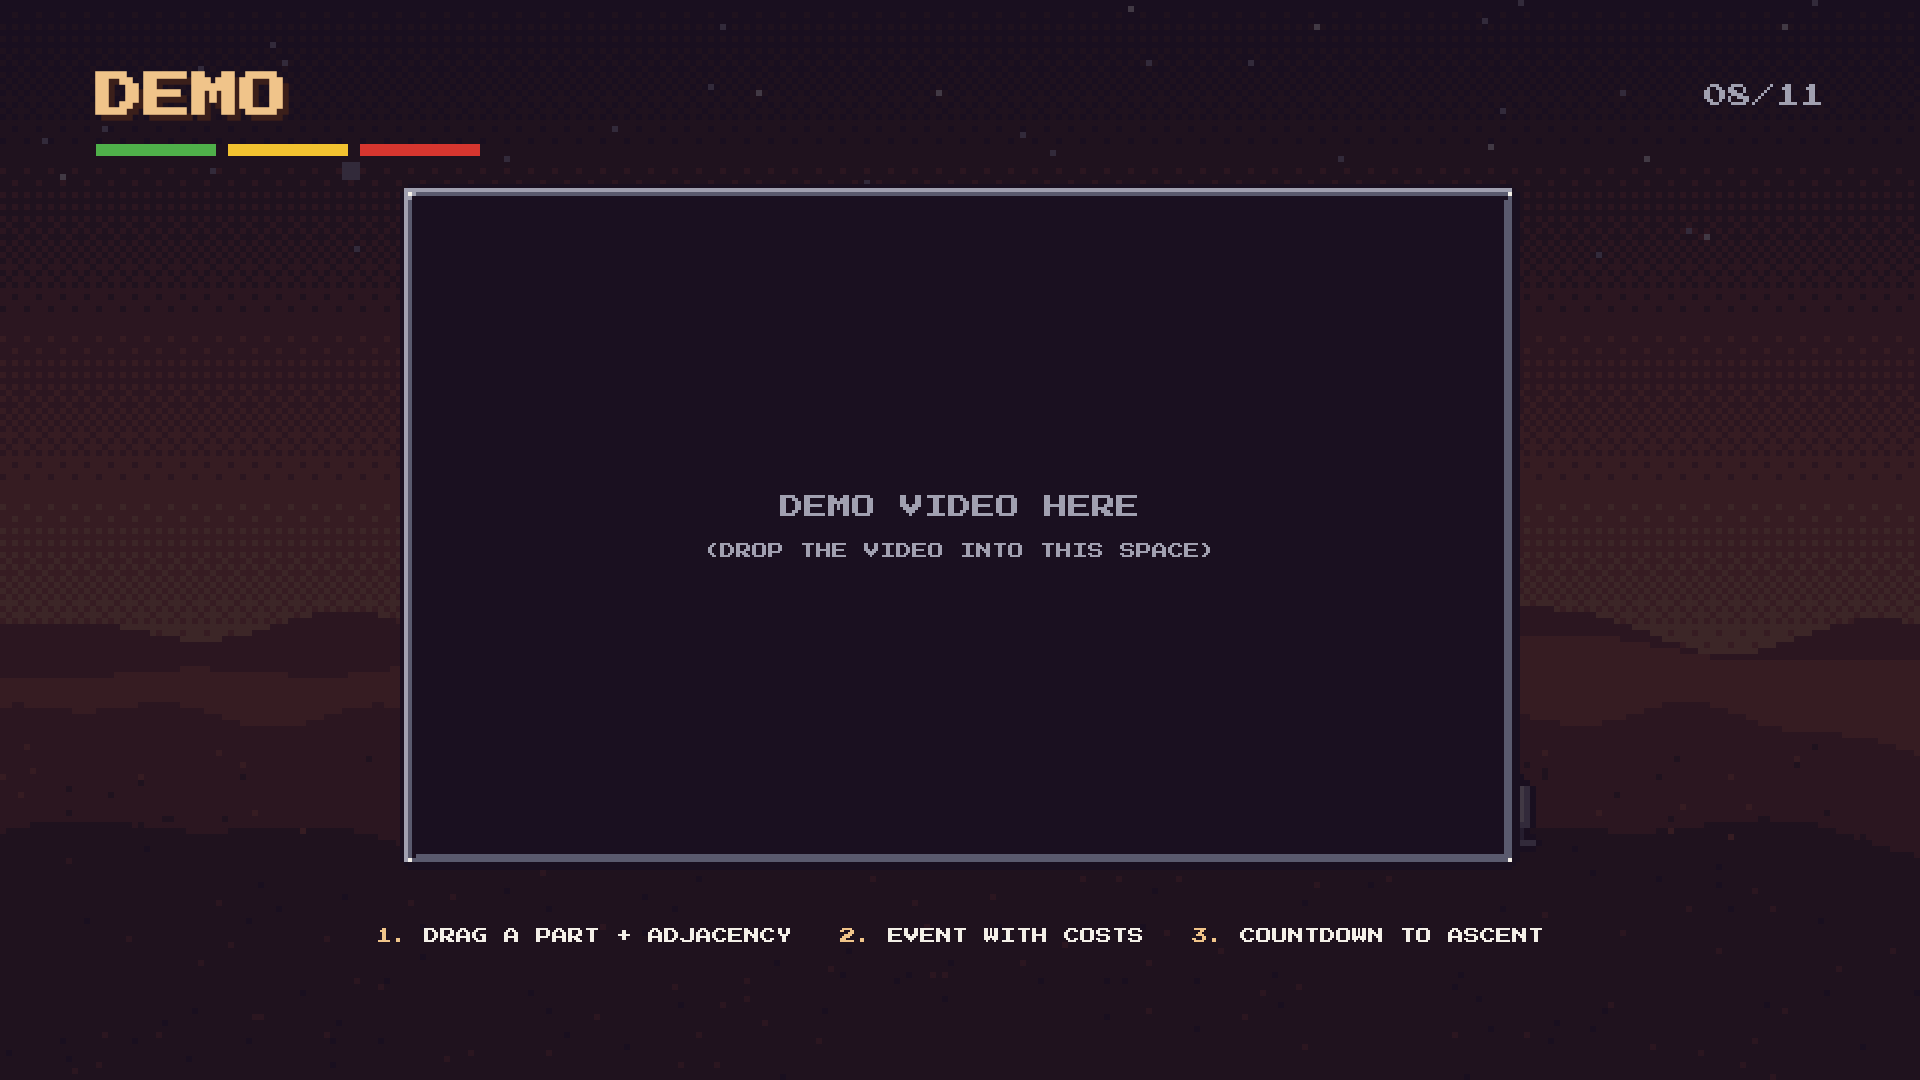 DEMO
08/11
DEMO VIDEO HERE
(DROP THE VIDEO INTO THIS SPACE)
1. DRAG A PART + ADJACENCY 2. EVENT WITH COSTS 3. COUNTDOWN TO ASCENT